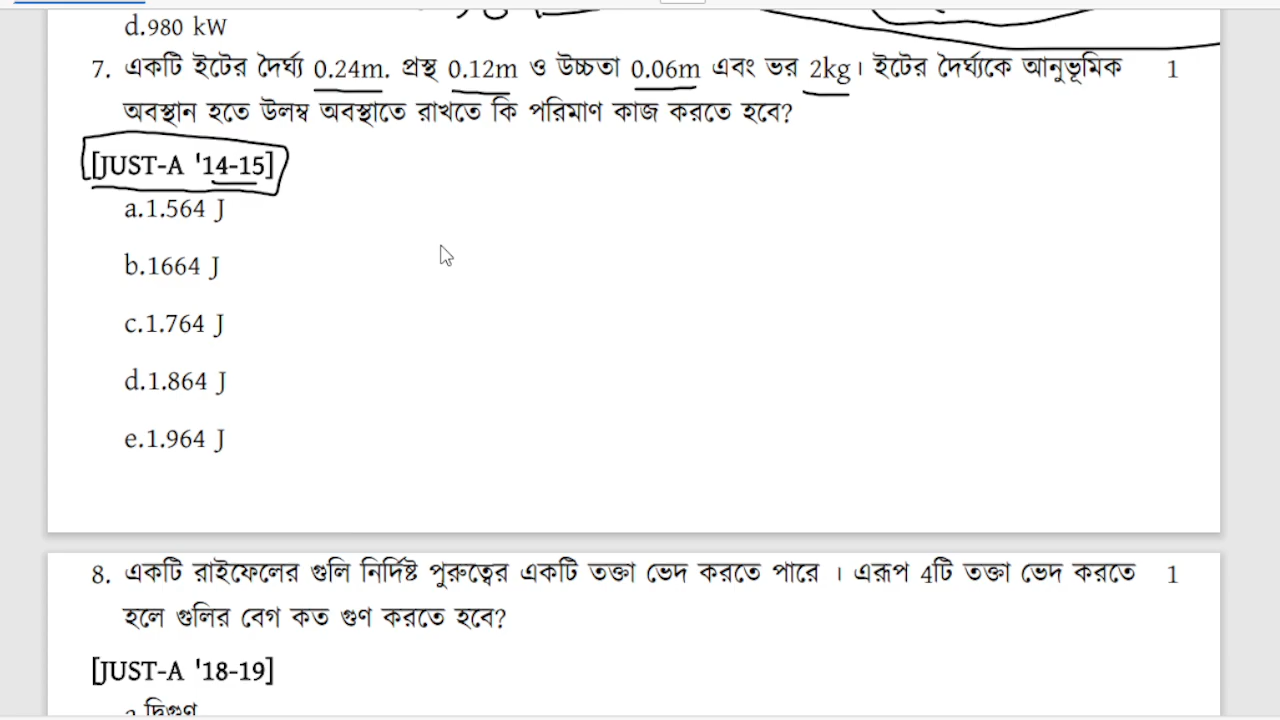 d.980 kW
7. একটি ইটের দৈর্ঘ্য 0.24m. প্রস্থ 0.12m ও উচ্চতা 0.06m এবং ভর 2kg। ইটের দৈর্ঘ্যকে আনুভূমিক 1
অবস্থান হতে উলম্ব অবস্থাতে রাখতে কি পরিমাণ কাজ করতে হবে?
[JUST-A '14-15]
a.1.564 J
b.1664 J
c.1.764 J
d.1.864 J
e.1.964 J
8. একটি রাইফেলের গুলি নির্দিষ্ট পুরুত্বের একটি তক্তা ভেদ করতে পারে । এরূপ 4টি তক্তা ভেদ করতে 1
হলে গুলির বেগ কত গুণ করতে হবে?
[JUST-A '18-19]
a.দ্বিগুণ